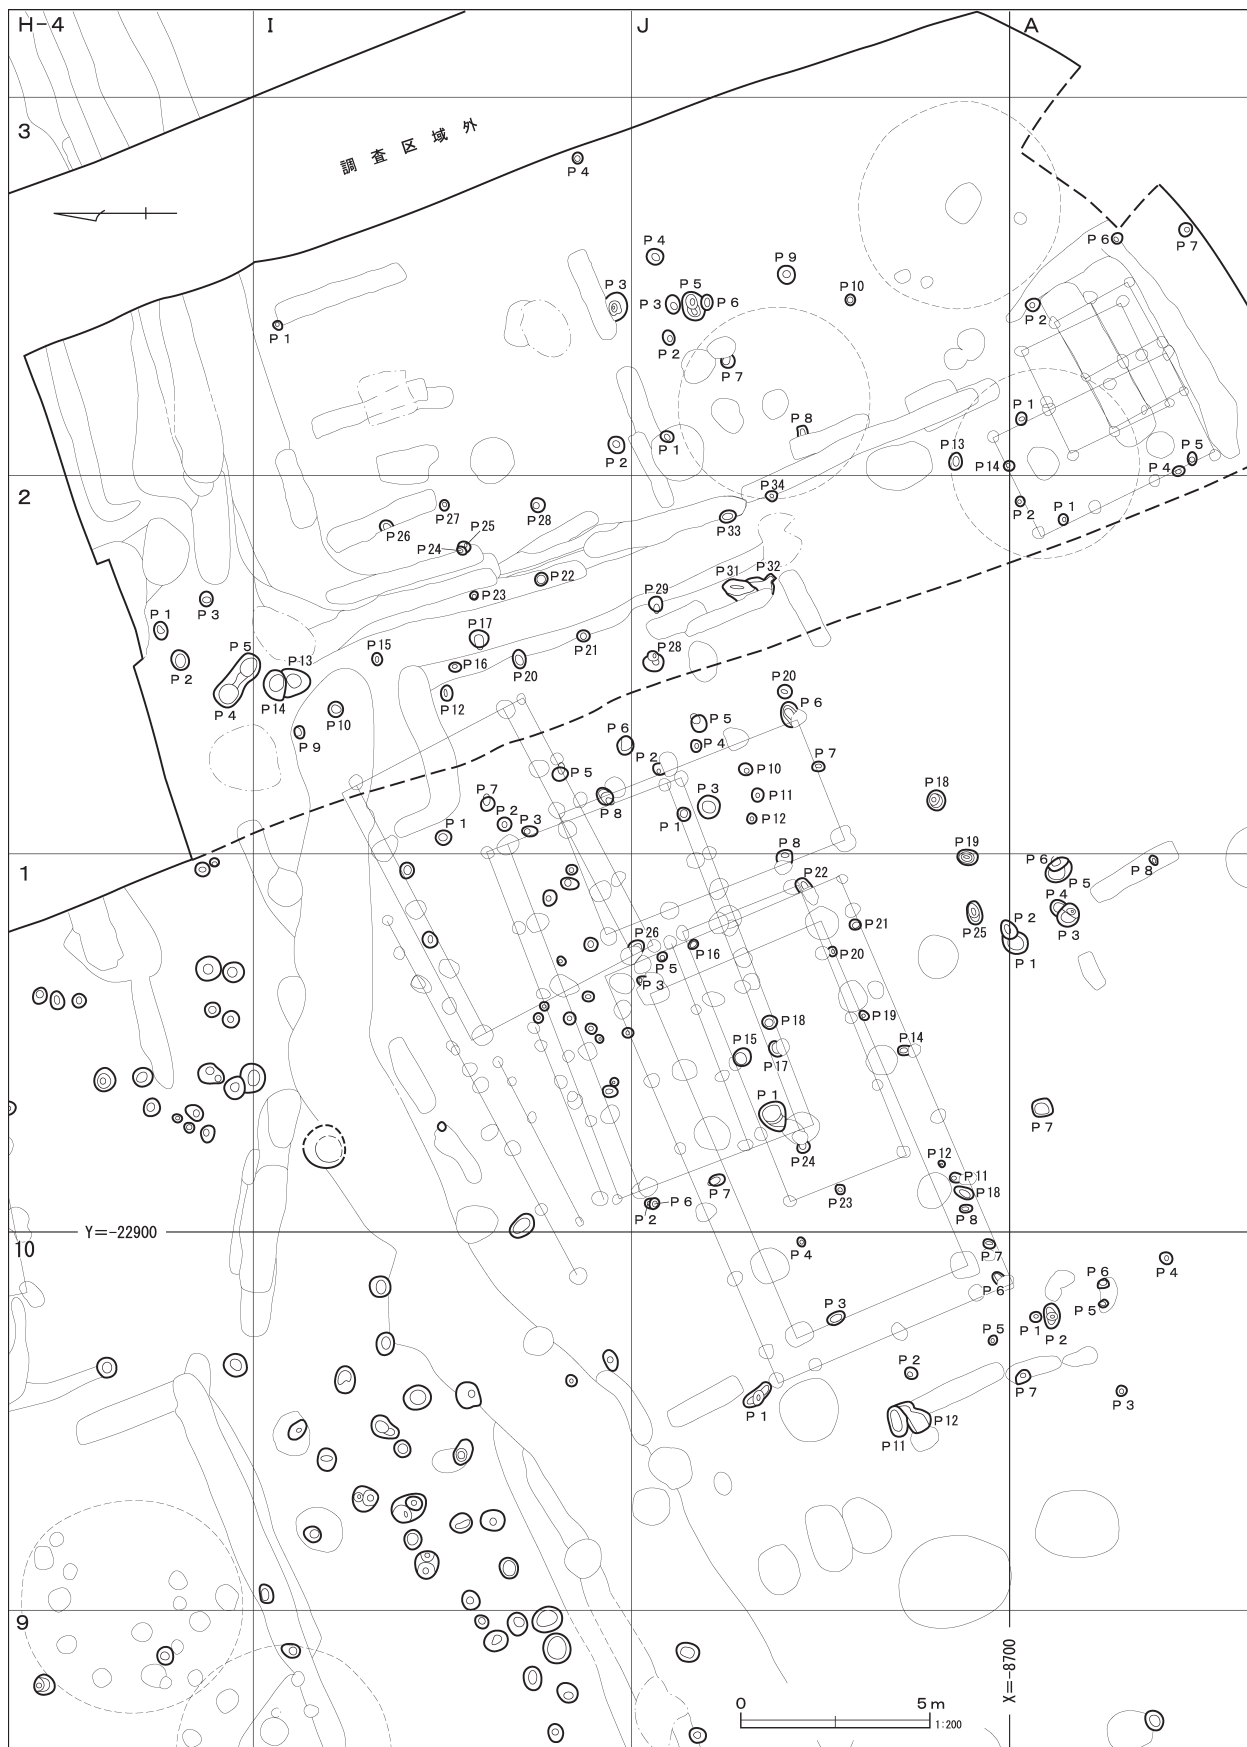 H-4 I J A
3
調査区域外
P4
P4
P6 P7
P9
P3 P3 P5 P6 P10
P2
P1 P2
P7
P1
P8
P2 P1
P13 P14 P5
P4
2
P34
P27 P28 P2 P1
P26 P25 P33
P24
P22
P31 P32
P3 P23 P29
P1 P17
P15 P21
P5 P13 P16 P20 P28
P2
P12 P20
P4 P14 P10 P6
P9 P6 P5
P2 P4
P5 P10 P7
P7 P8 P3 P11 P18
P2 P3 P1 P12
P1
P8 P19 P6 P8
1
P22 P5
P25 P2 P3
P21
P26 P16 P20 P1
P5
P3
P18 P19
P15 P17 P14
P1 P7
P24
P12
P11
P7 P18
P2 P6 P23 P8
Y=-22900
10
P4 P7 P4
P6 P6
P3 P5
P5 P1 P2
P2 P7
P3
P1
P11 P12
9
X=-8700
0 5m
1:200